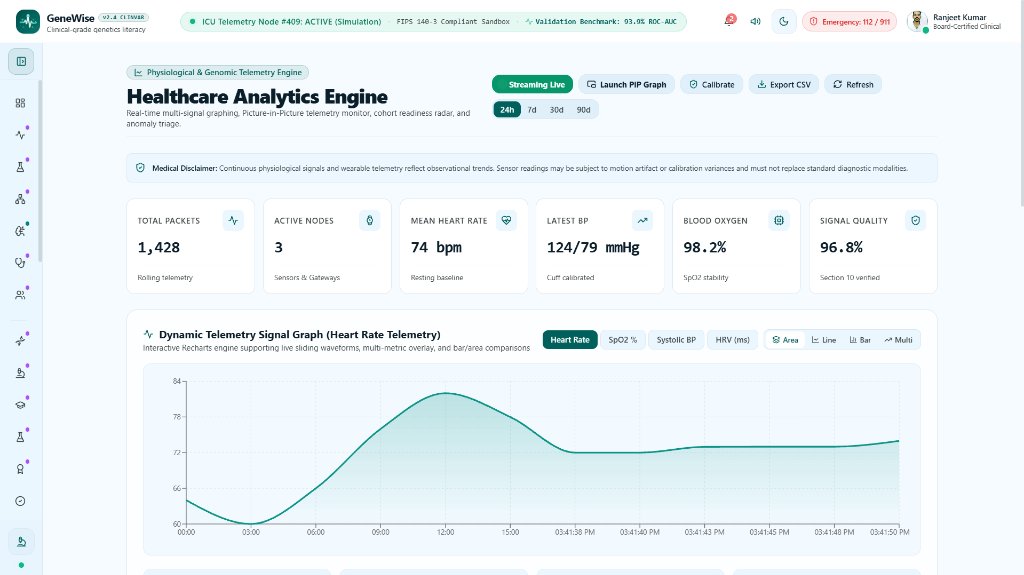 GeneWise v2.4 CLINVAR
Clinical-grade genetics literacy
ICU Telemetry Node #409: ACTIVE (Simulation) · FIPS 140-3 Compliant Sandbox · Validation Benchmark: 93.9% ROC-AUC
2
Emergency: 112 / 911
Ranjeet Kumar
Board-Certified Clinical
Physiological & Genomic Telemetry Engine
Healthcare Analytics Engine
Real-time multi-signal graphing, Picture-in-Picture telemetry monitor, cohort readiness radar, and
anomaly triage.
Streaming Live
Launch PiP Graph
Calibrate
Export CSV
Refresh
24h 7d 30d 90d
Medical Disclaimer: Continuous physiological signals and wearable telemetry reflect observational trends. Sensor readings may be subject to motion artifact or calibration variances and must not replace standard diagnostic modalities.
TOTAL PACKETS
1,428
Rolling telemetry
ACTIVE NODES
3
Sensors & Gateways
MEAN HEART RATE
74 bpm
Resting baseline
LATEST BP
124/79 mmHg
Cuff calibrated
BLOOD OXYGEN
98.2%
SpO2 stability
SIGNAL QUALITY
96.8%
Section 10 verified
Dynamic Telemetry Signal Graph (Heart Rate Telemetry)
Interactive Recharts engine supporting live sliding waveforms, multi-metric overlay, and bar/area comparisons
Heart Rate SpO2 % Systolic BP HRV (ms)
Area Line Bar Multi
84
78
72
66
60
00:00 03:00 06:00 09:00 12:00 15:00 03:41:38 PM 03:41:40 PM 03:41:43 PM 03:41:45 PM 03:41:48 PM 03:41:50 PM